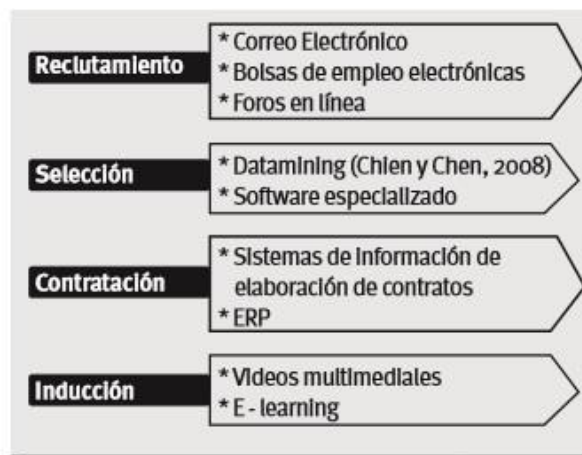 Reclutamiento
* Correo Electrónico
* Bolsas de empleo electrónicas
* Foros en línea
Selección
* Datamining (Chien y Chen, 2008)
* Software especializado
Contratación
* Sistemas de información de
elaboración de contratos
* ERP
Inducción
* Videos multimediales
* E - learning